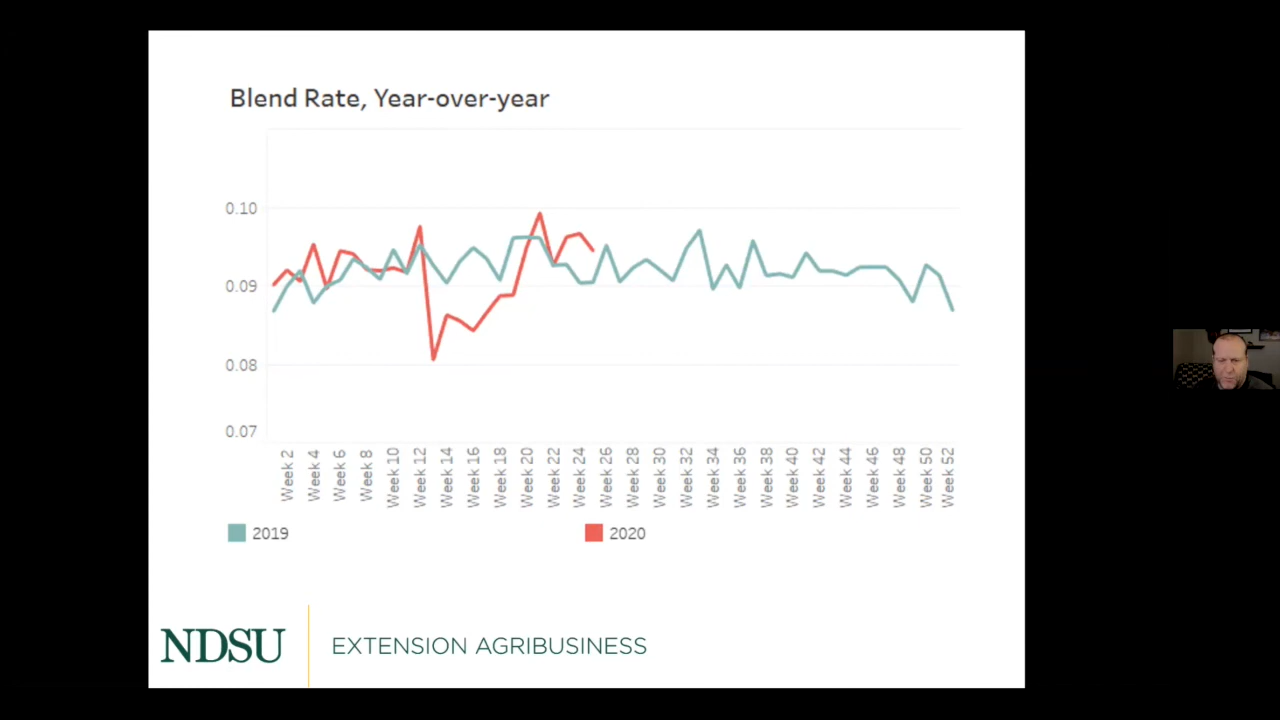 Blend Rate, Year-over-year
0.10
0.09
0.08
0.07
Week 2
Week 4
Week 6
Week 8
Week 10
Week 12
Week 14
Week 16
Week 18
Week 20
Week 22
Week 24
Week 26
Week 28
Week 30
Week 32
Week 34
Week 36
Week 38
Week 40
Week 42
Week 44
Week 46
Week 48
Week 50
Week 52
2019 2020
NDSU EXTENSION AGRIBUSINESS